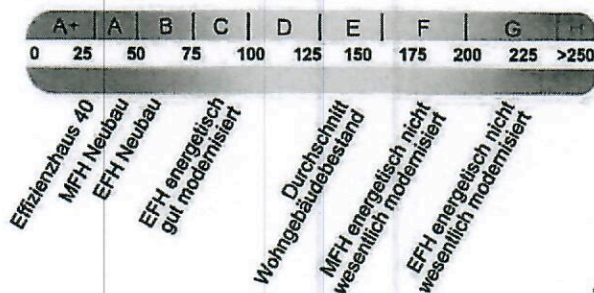 A+ A B C D E F G H
0 25 50 75 100 125 150 175 200 225 >250
Effizienzhaus 40
MFH Neubau
EFH Neubau
EFH energetisch
gut modernisiert
Durchschnitt
Wohngebäudebestand
MFH energetisch nicht
wesentlich modernisiert
EFH energetisch nicht
wesentlich modernisiert